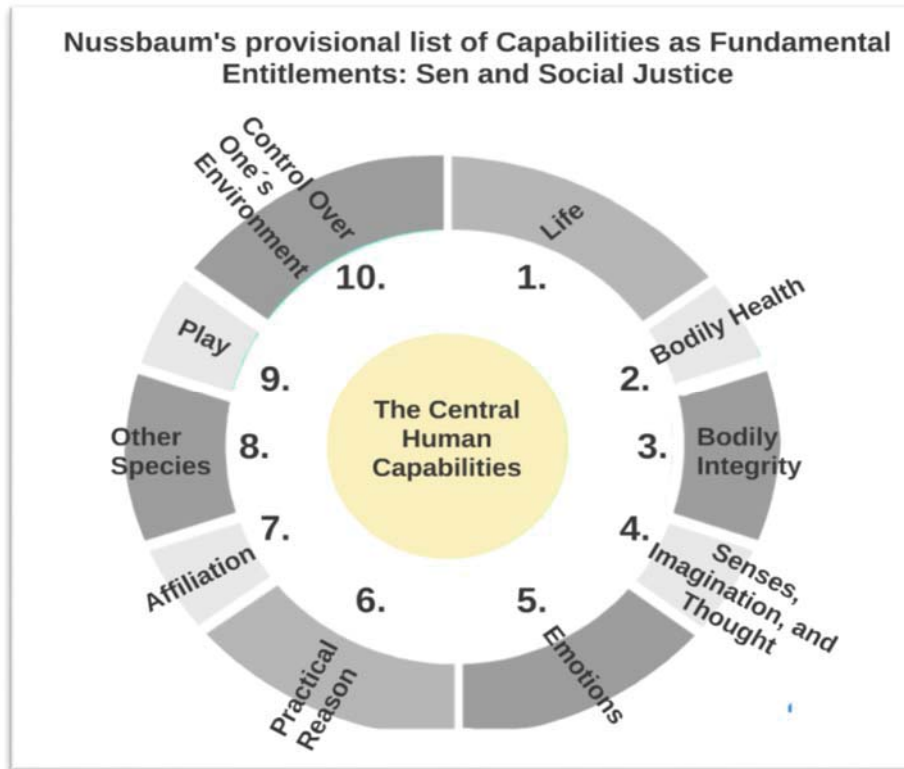 Nussbaum's provisional list of Capabilities as Fundamental
Entitlements: Sen and Social Justice
The Central
Human
Capabilities
1.
Life
2.
Bodily Health
3.
Bodily
Integrity
4.
Senses,
Imagination, and
Thought
5.
Emotions
6.
Practical
Reason
7.
Affiliation
8.
Other
Species
9.
Play
10.
Control Over
One´s
Environment